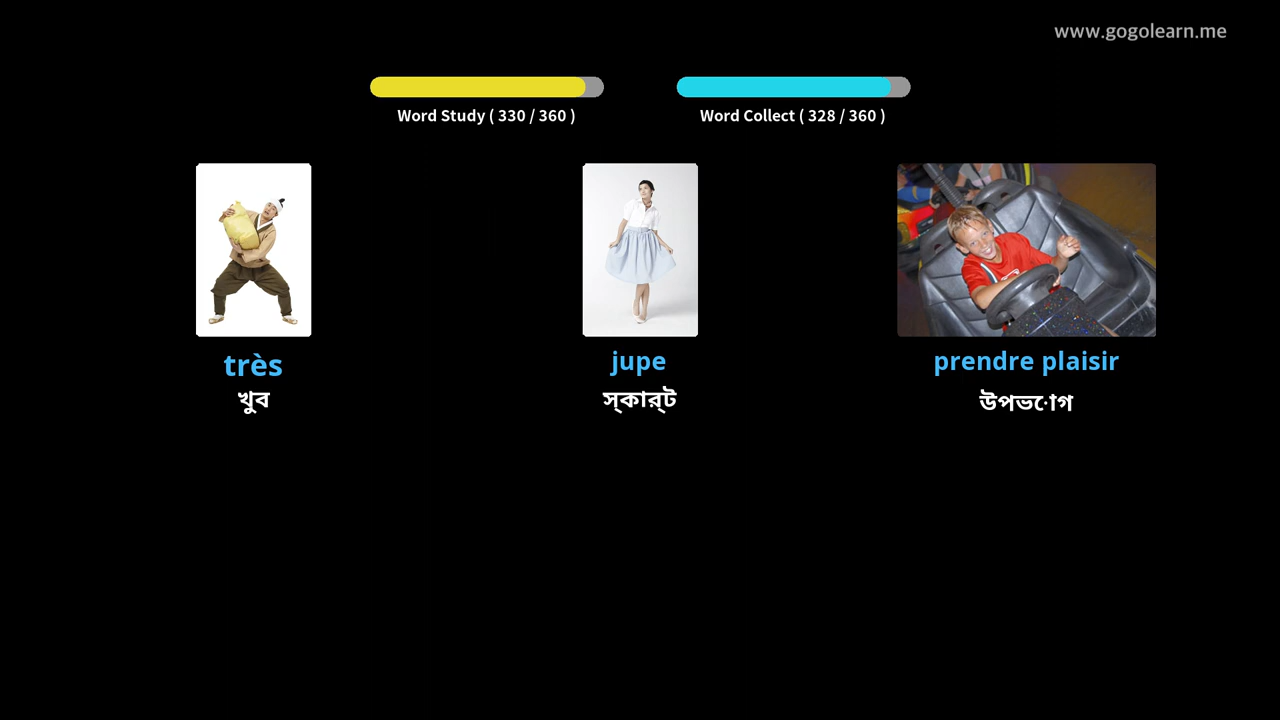 www.gogolearn.me
Word Study ( 330 / 360 )
Word Collect ( 328 / 360 )
très
খুব
jupe
স্কার্ট
prendre plaisir
উপভোগ